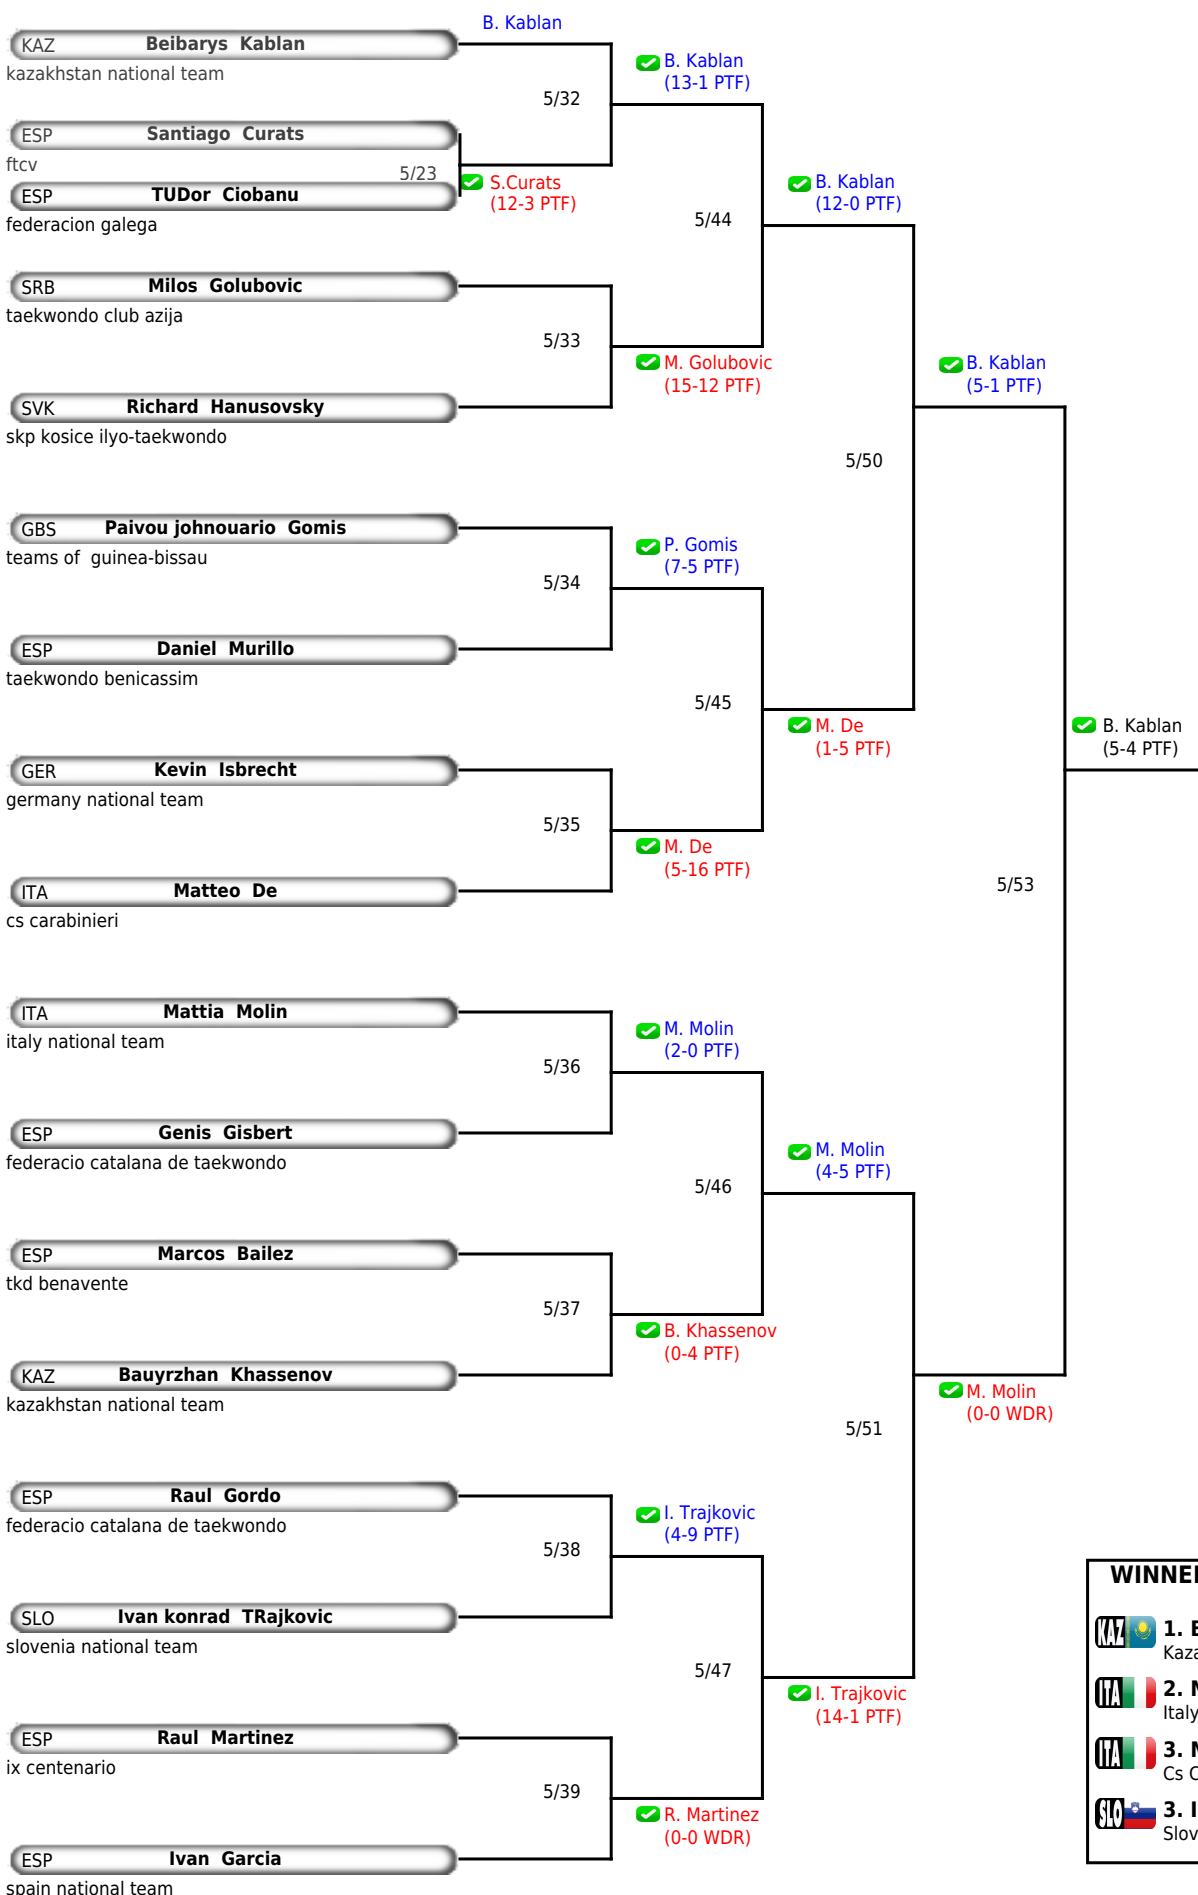 B. Kablan
KAZ Beibarys Kablan
kazakhstan national team
B. Kablan
(13-1 PTF)
5/32
ESP Santiago Curats
ftcv
5/23
S.Curats
(12-3 PTF)
ESP TUDor Ciobanu
federacion galega
B. Kablan
(12-0 PTF)
5/44
SRB Milos Golubovic
taekwondo club azija
5/33
M. Golubovic
(15-12 PTF)
B. Kablan
(5-1 PTF)
SVK Richard Hanusovsky
skp kosice ilyo-taekwondo
5/50
GBS Paivou johnouario Gomis
teams of guinea-bissau
P. Gomis
(7-5 PTF)
5/34
ESP Daniel Murillo
taekwondo benicassim
5/45
M. De
(1-5 PTF)
B. Kablan
(5-4 PTF)
GER Kevin Isbrecht
germany national team
5/35
M. De
(5-16 PTF)
ITA Matteo De
cs carabinieri
5/53
ITA Mattia Molin
italy national team
M. Molin
(2-0 PTF)
5/36
ESP Genis Gisbert
federacio catalana de taekwondo
M. Molin
(4-5 PTF)
5/46
ESP Marcos Bailez
tkd benavente
5/37
B. Khassenov
(0-4 PTF)
KAZ Bauyrzhan Khassenov
kazakhstan national team
M. Molin
(0-0 WDR)
5/51
ESP Raul Gordo
federacio catalana de taekwondo
I. Trajkovic
(4-9 PTF)
5/38
SLO Ivan konrad TRajkovic
slovenia national team
5/47
I. Trajkovic
(14-1 PTF)
ESP Raul Martinez
ix centenario
5/39
R. Martinez
(0-0 WDR)
ESP Ivan Garcia
spain national team
KAZ 1.
ITA 2.
Italy
ITA 3.
Cs
SLO 3.